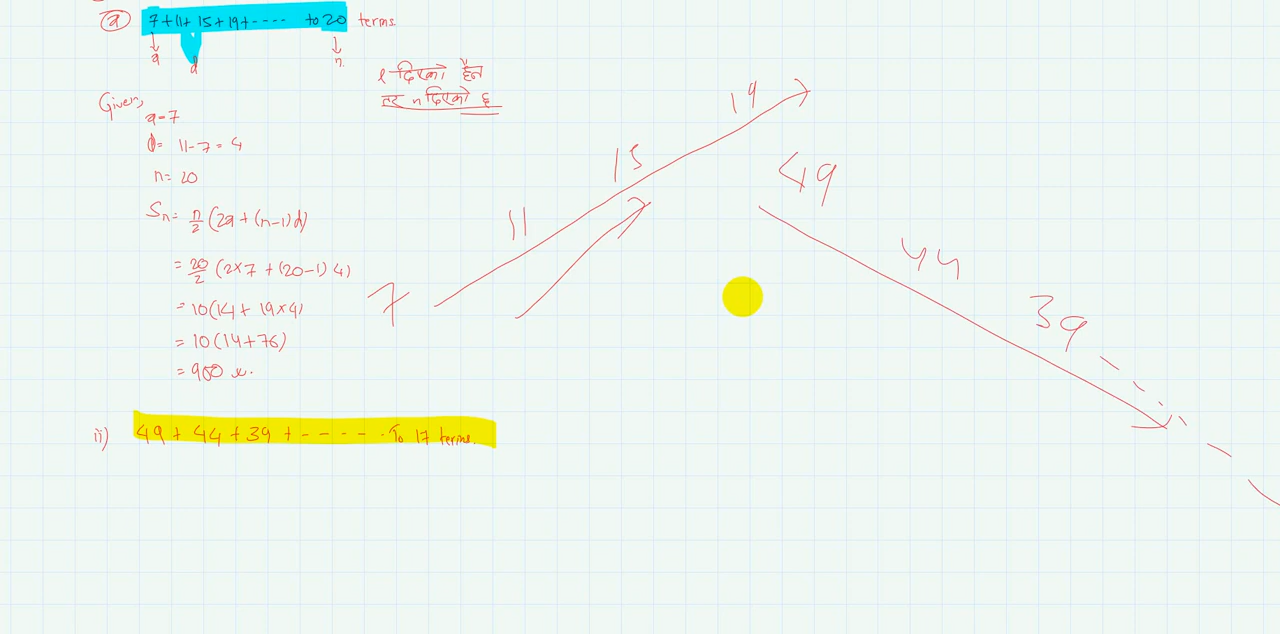 (a) 7+11+15+19+---- to 20 terms.
a d n.
l दिएको हैन
तर n दिएको छ
Given,
a=7
d= 11-7=4
n= 20
Sn= n/2 (2a+(n-1)d)
= 20/2 (2×7+(20-1)4)
= 10(14+19×4)
= 10(14+76)
= 900
7 11 15 19
49 44 39
ii) 49+44+39+----- To 17 terms.